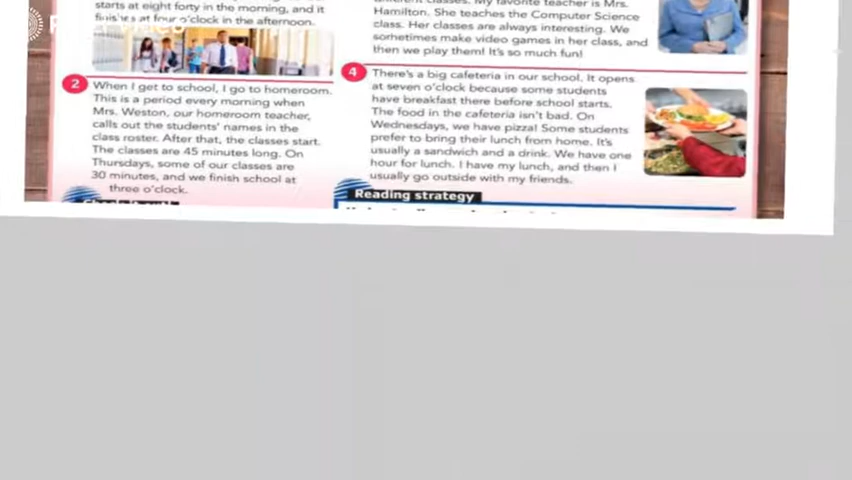 starts at eight forty in the morning, and it
finishes at four o'clock in the afternoon.
2
When I get to school, I go to homeroom.
This is a period every morning when
Mrs. Weston, our homeroom teacher,
calls out the students' names in the
class roster. After that, the classes start.
The classes are 45 minutes long. On
Thursdays, some of our classes are
30 minutes, and we finish school at
three o'clock.
classes. My favorite teacher is Mrs.
Hamilton. She teaches the Computer Science
class. Her classes are always interesting. We
sometimes make video games in her class, and
then we play them! It's so much fun!
4
There's a big cafeteria in our school. It opens
at seven o'clock because some students
have breakfast there before school starts.
The food in the cafeteria isn't bad. On
Wednesdays, we have pizza! Some students
prefer to bring their lunch from home. It's
usually a sandwich and a drink. We have one
hour for lunch. I have my lunch, and then I
usually go outside with my friends.
Reading strategy